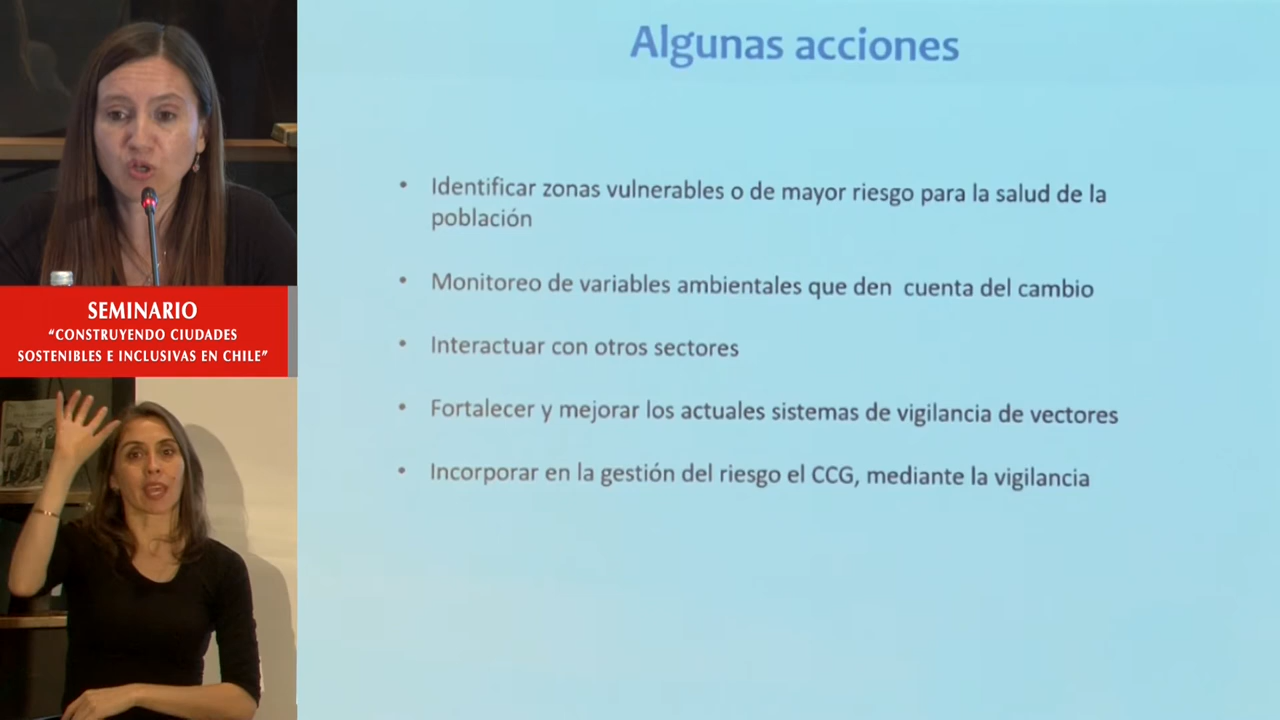 Algunas acciones
• Identificar zonas vulnerables o de mayor riesgo para la salud de la
población
• Monitoreo de variables ambientales que den cuenta del cambio
• Interactuar con otros sectores
• Fortalecer y mejorar los actuales sistemas de vigilancia de vectores
• Incorporar en la gestión del riesgo el CCG, mediante la vigilancia
SEMINARIO
“CONSTRUYENDO CIUDADES
SOSTENIBLES E INCLUSIVAS EN CHILE”